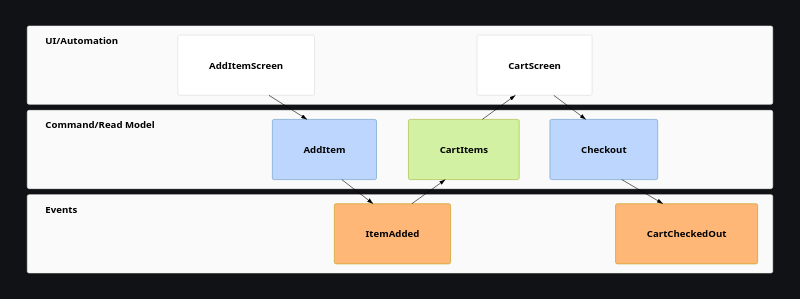 UI/Automation
AddItemScreen
CartScreen
Command/Read Model
AddItem
CartItems
Checkout
Events
ItemAdded
CartCheckedOut